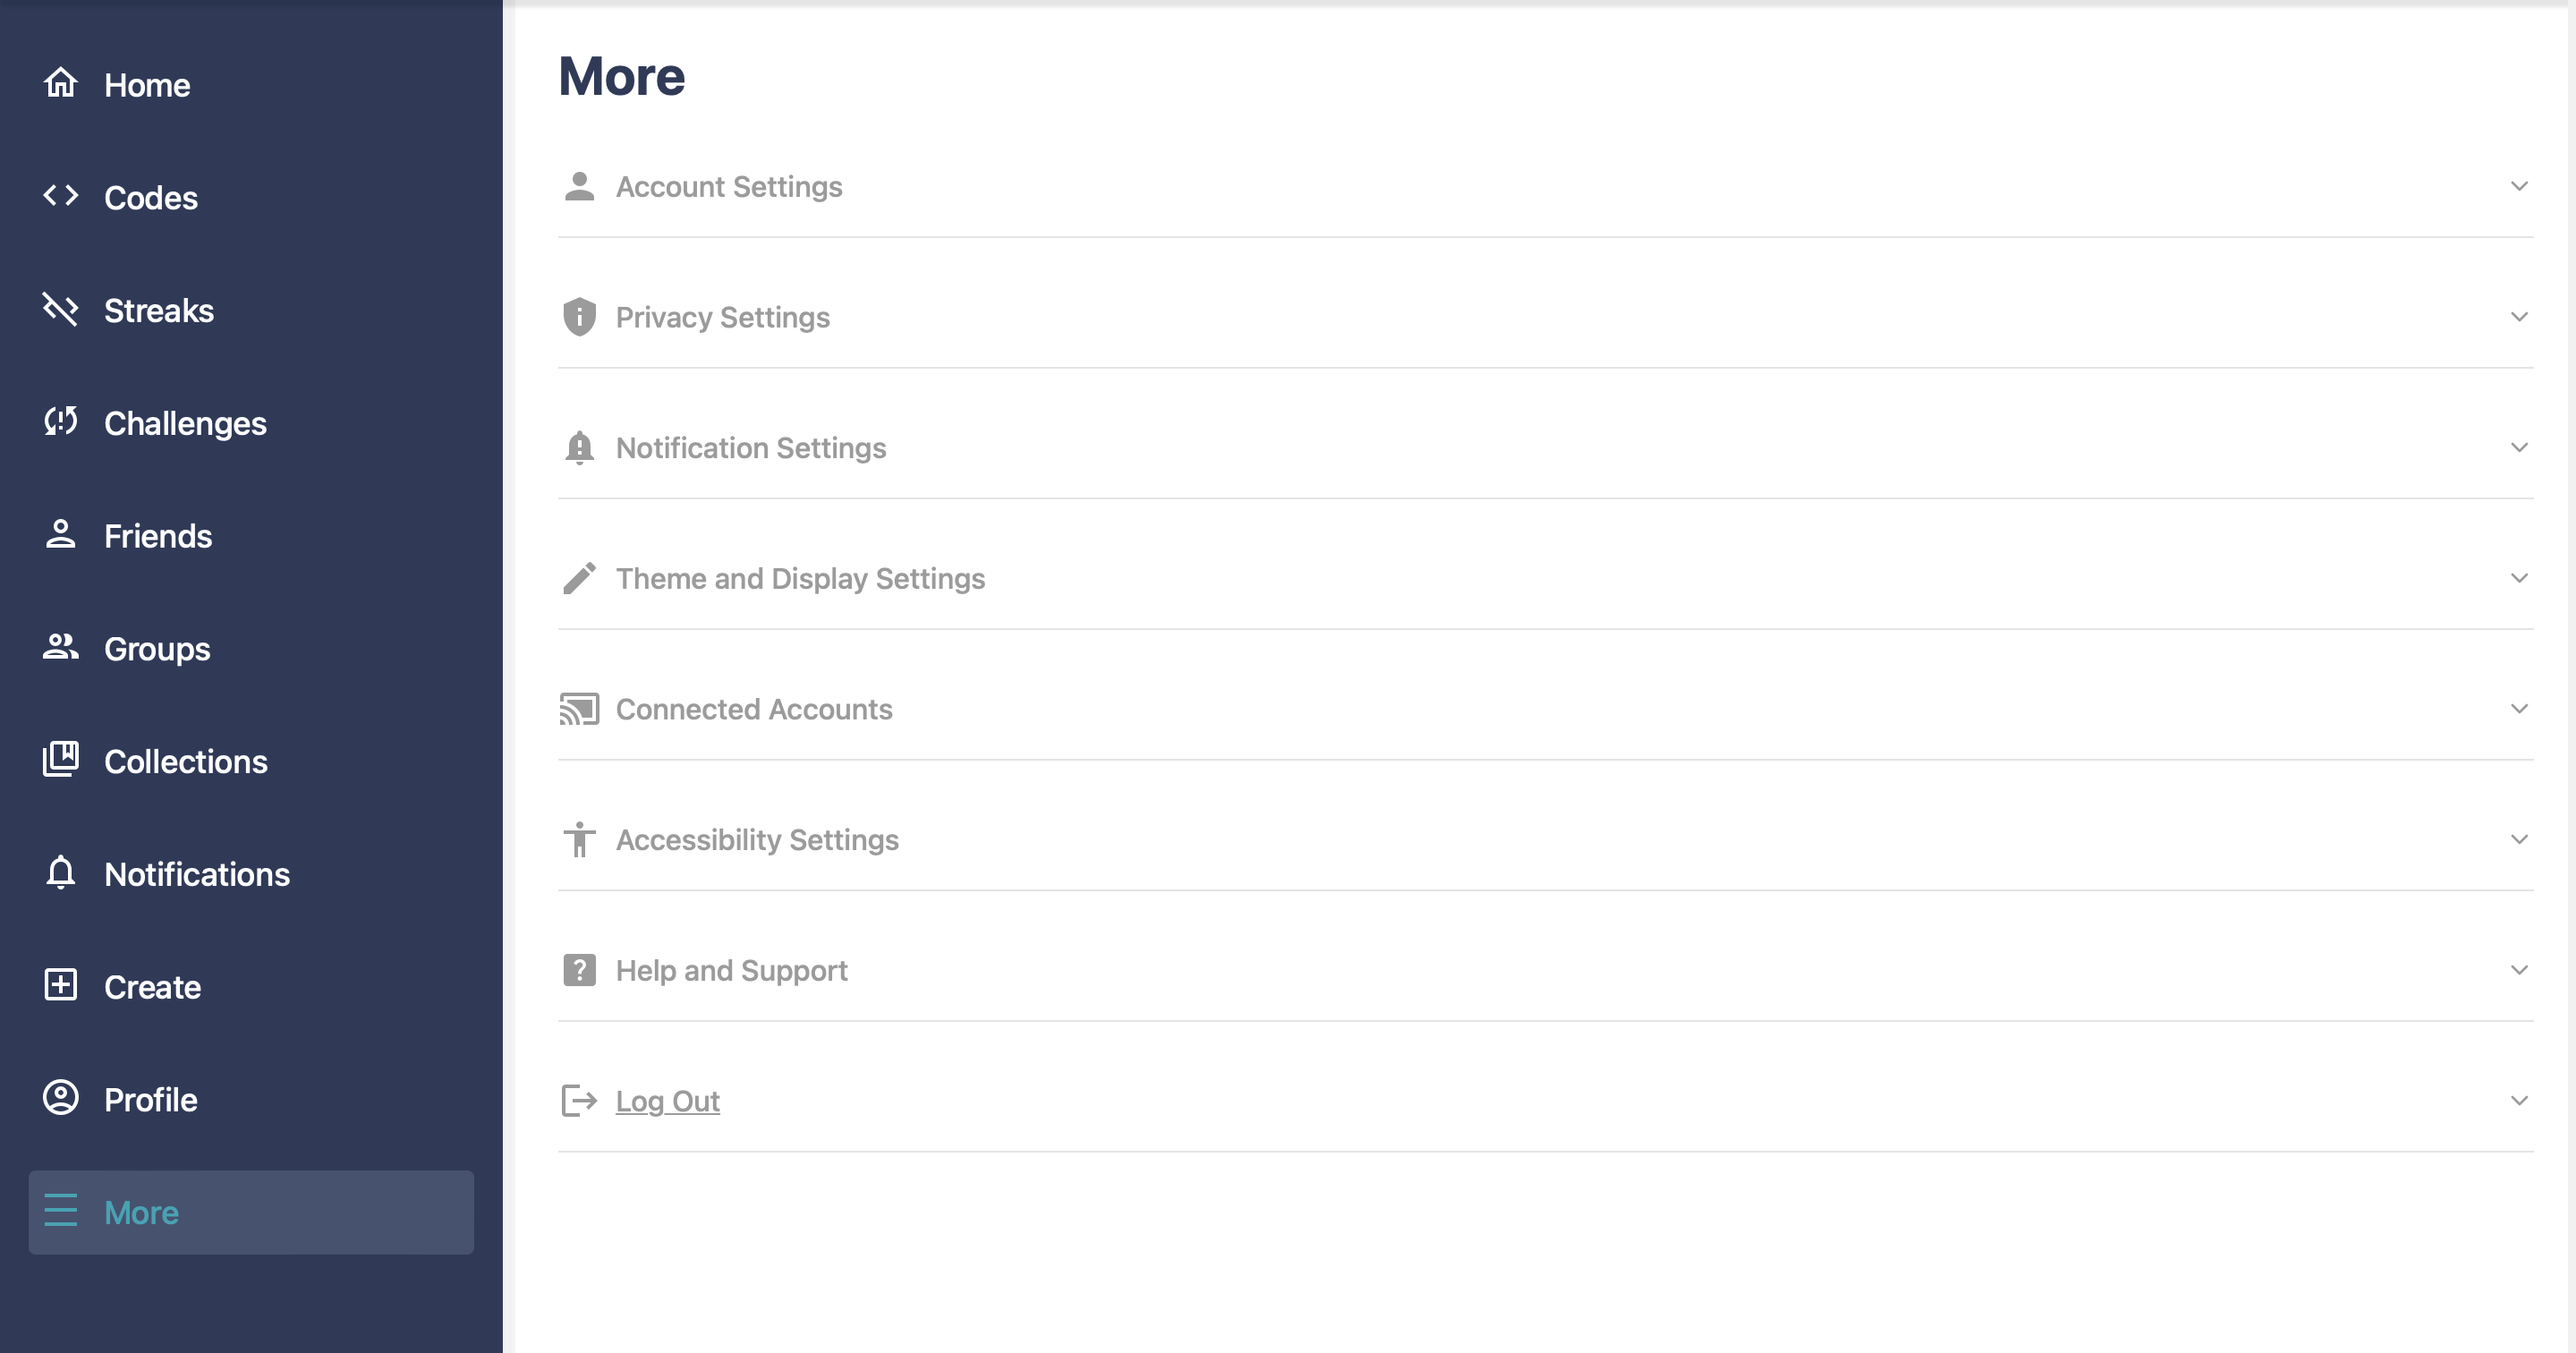 Home
Codes
Streaks
Challenges
Friends
Groups
Collections
Notifications
Create
Profile
More
More
Account Settings
Privacy Settings
Notification Settings
Theme and Display Settings
Connected Accounts
Accessibility Settings
Help and Support
Log Out